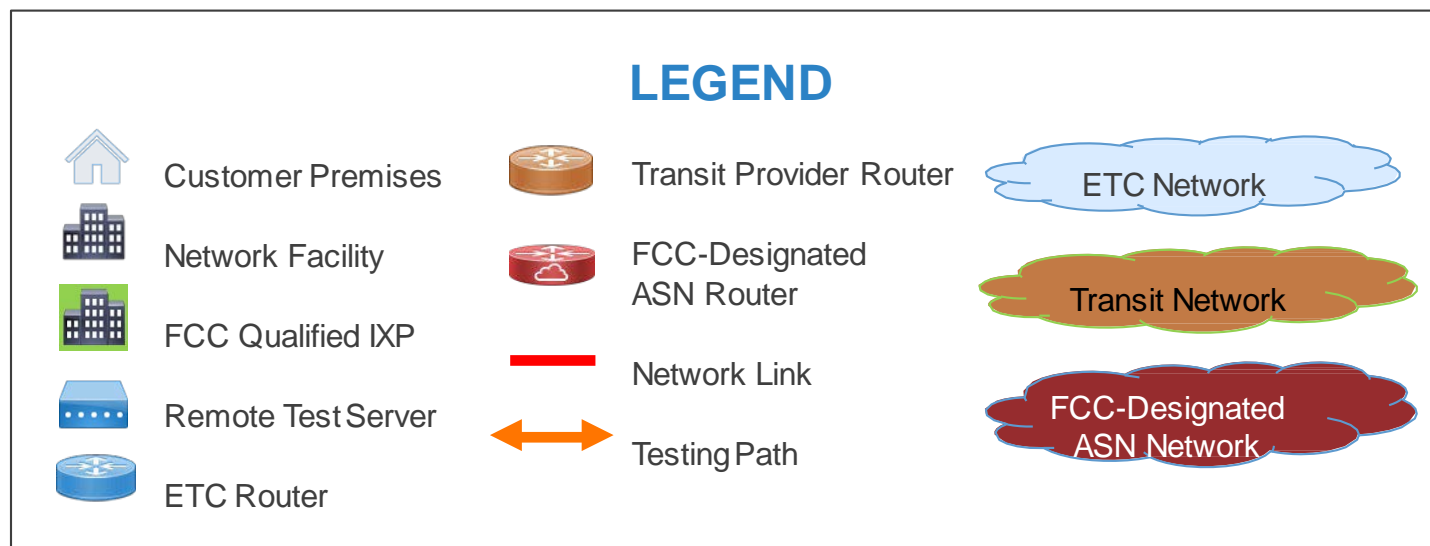 LEGEND
Customer Premises
Network Facility
FCC Qualified IXP
Remote Test Server
ETC Router
Transit Provider Router
FCC-Designated
ASN Router
Network Link
Testing Path
ETC Network
Transit Network
FCC-Designated
ASN Network